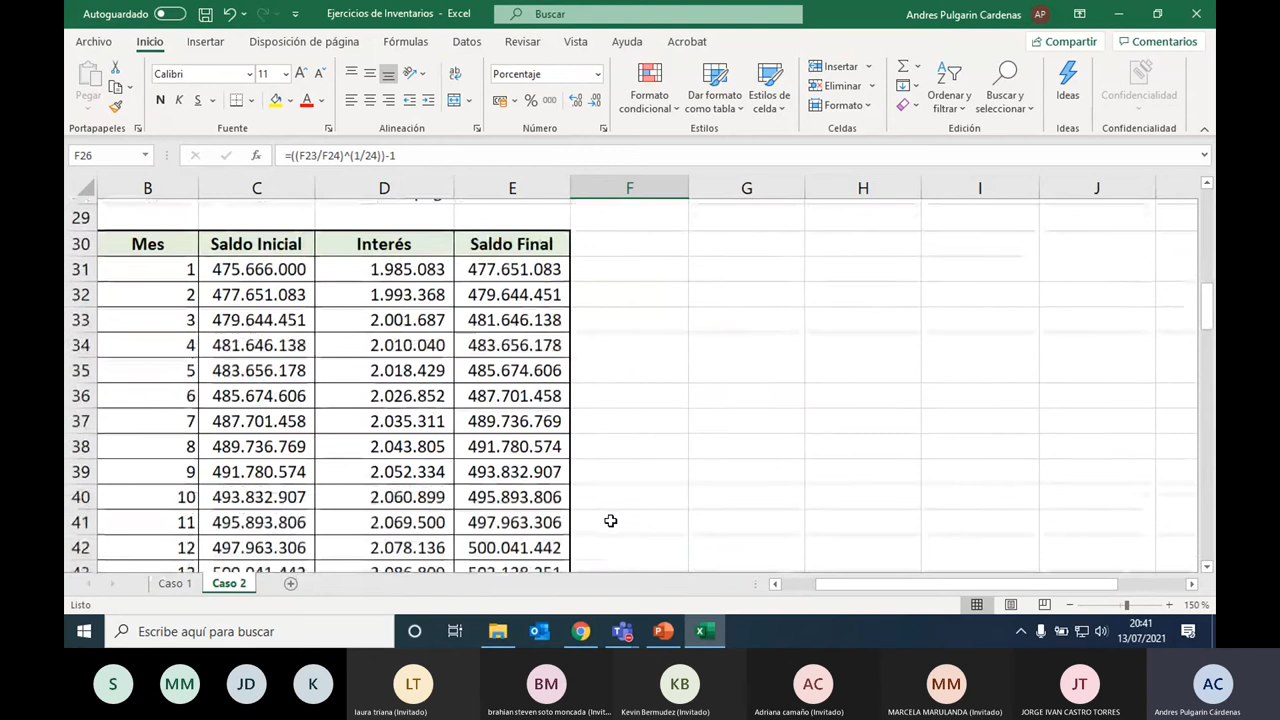 Autoguardado
Ejercicios de Inventarios - Excel
Buscar
Andres Pulgarin Cardenas
AP
Archivo Inicio Insertar Disposición de página Fórmulas Datos Revisar Vista Ayuda Acrobat
Compartir Comentarios
Pegar
Calibri 11
N K S
Porcentaje
% 000
Formato condicional
Dar formato como tabla
Estilos de celda
Insertar
Eliminar
Formato
Ordenar y filtrar
Buscar y seleccionar
Ideas
Confidencialidad
Portapapeles Fuente Alineación Número Estilos Celdas Edición Ideas Confidencialidad
F26 fx =((F23/F24)^(1/24))-1
B C D E F G H I J
29
30 Mes Saldo Inicial Interés Saldo Final
31 1 475.666.000 1.985.083 477.651.083
32 2 477.651.083 1.993.368 479.644.451
33 3 479.644.451 2.001.687 481.646.138
34 4 481.646.138 2.010.040 483.656.178
35 5 483.656.178 2.018.429 485.674.606
36 6 485.674.606 2.026.852 487.701.458
37 7 487.701.458 2.035.311 489.736.769
38 8 489.736.769 2.043.805 491.780.574
39 9 491.780.574 2.052.334 493.832.907
40 10 493.832.907 2.060.899 495.893.806
41 11 495.893.806 2.069.500 497.963.306
42 12 497.963.306 2.078.136 500.041.442
Caso 1 Caso 2
Listo
150 %
Escribe aquí para buscar
20:41
13/07/2021
S MM JD K LT BM KB AC MM JT AC
laura triana (Invitado) brahian steven soto moncada (Invit... Kevin Bermudez (Invitado) Adriana camaño (Invitado) MARCELA MARULANDA (Invitado) JORGE IVAN CASTRO TORRES Andres Pulgarin Cárdenas